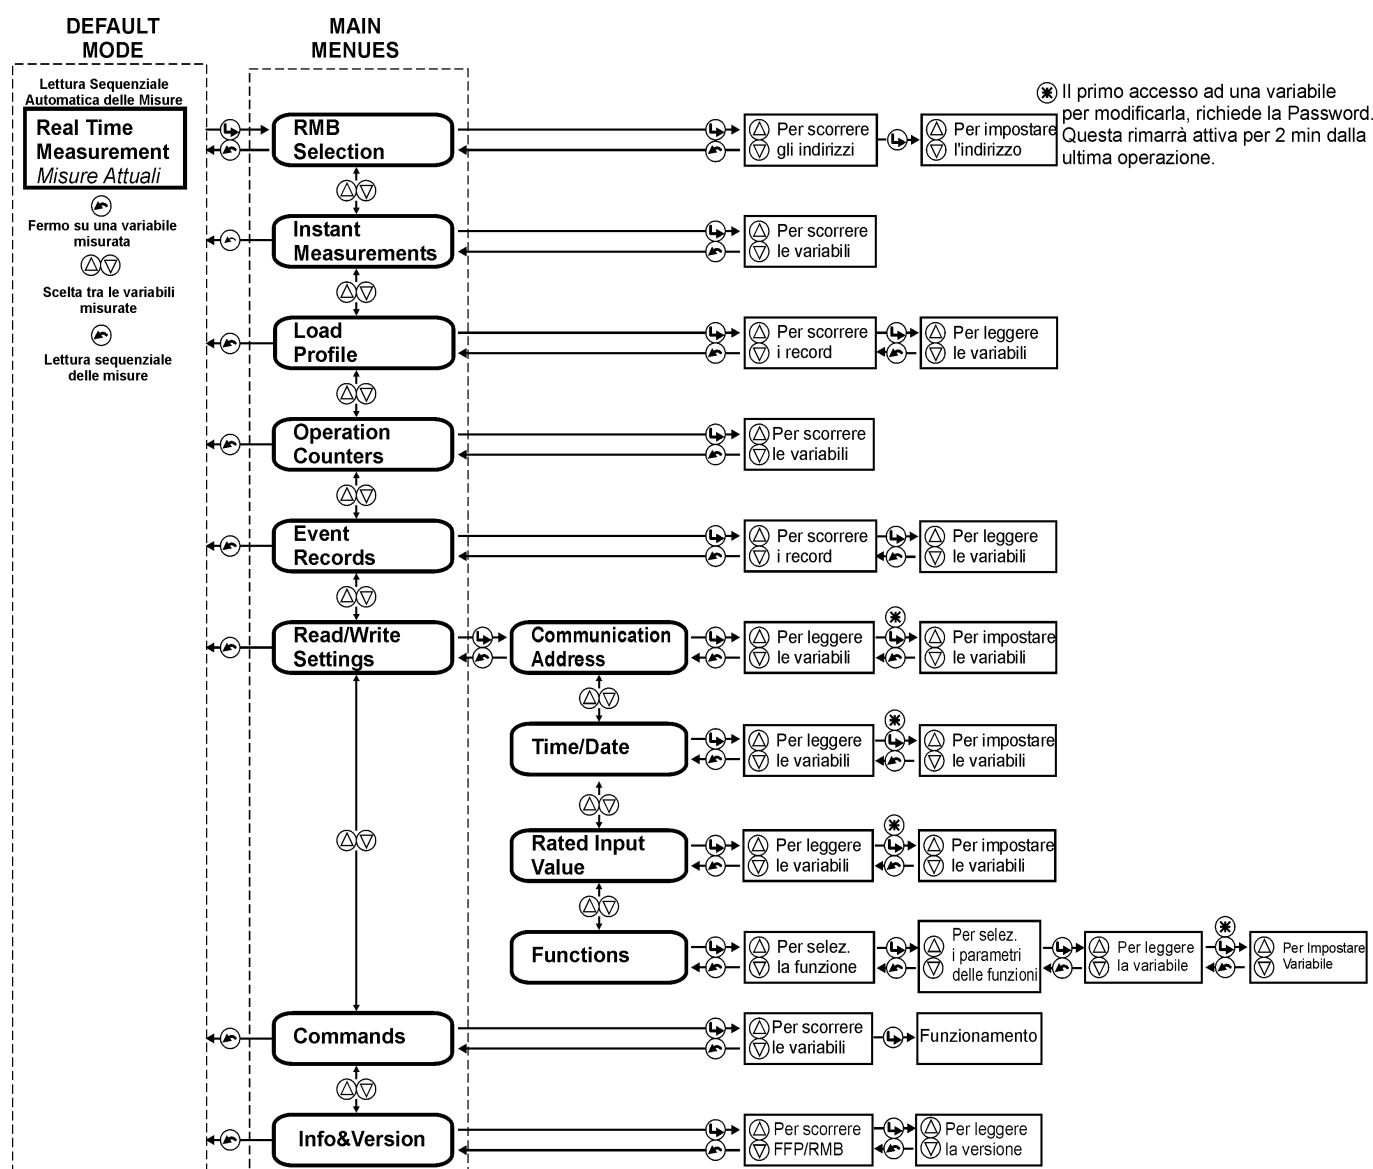 DEFAULT
MODE
MAIN
MENUES
Lettura Sequenziale
Automatica delle Misure
Real Time
Measurement
Misure Attuali
Fermo su una variabile
misurata
Scelta tra le variabili
misurate
Lettura sequenziale
delle misure
Il primo accesso ad una variabile
per modificarla, richiede la Password.
Questa rimarrà attiva per 2 min dalla
ultima operazione.
RMB
Selection
Per scorrere
gli indirizzi
Per impostare
l'indirizzo
Instant
Measurements
Per scorrere
le variabili
Load
Profile
Per scorrere
i record
Per leggere
le variabili
Operation
Counters
Per scorrere
le variabili
Event
Records
Per scorrere
i record
Per leggere
le variabili
Read/Write
Settings
Communication
Address
Per leggere
le variabili
Per impostare
le variabili
Time/Date
Per leggere
le variabili
Per impostare
le variabili
Rated Input
Value
Per leggere
le variabili
Per impostare
le variabili
Functions
Per selez.
la funzione
Per selez.
i parametri
delle funzioni
Per leggere
la variabile
Per Impostare
Variabile
Commands
Per scorrere
le variabili
Funzionamento
Info&Version
Per scorrere
FFP/RMB
Per leggere
la versione